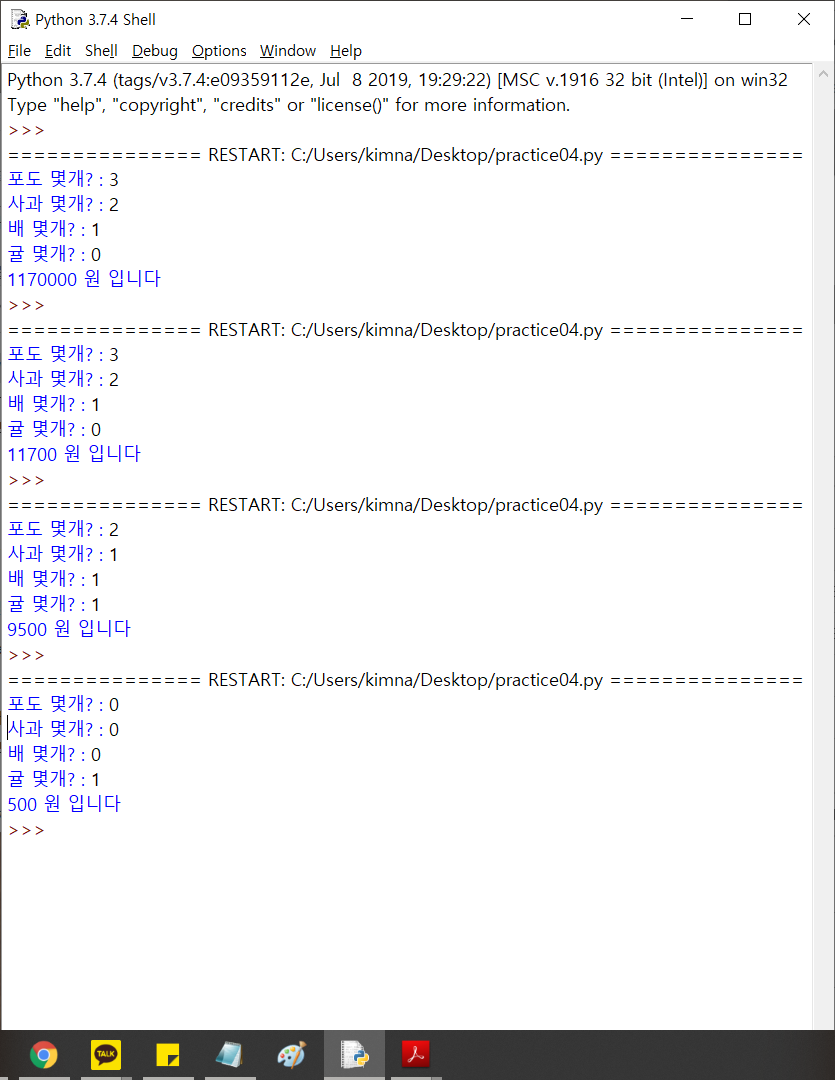 Python 3.7.4 Shell
File Edit Shell Debug Options Window Help
Python 3.7.4 (tags/v3.7.4:e09359112e, Jul  8 2019, 19:29:22) [MSC v.1916 32 bit (Intel)] on win32
Type "help", "copyright", "credits" or "license()" for more information.
>>>
=============== RESTART: C:/Users/kimna/Desktop/practice04.py ===============
포도 몇개? : 3
사과 몇개? : 2
배 몇개? : 1
귤 몇개? : 0
1170000 원 입니다
>>>
=============== RESTART: C:/Users/kimna/Desktop/practice04.py ===============
포도 몇개? : 3
사과 몇개? : 2
배 몇개? : 1
귤 몇개? : 0
11700 원 입니다
>>>
=============== RESTART: C:/Users/kimna/Desktop/practice04.py ===============
포도 몇개? : 2
사과 몇개? : 1
배 몇개? : 1
귤 몇개? : 1
9500 원 입니다
>>>
=============== RESTART: C:/Users/kimna/Desktop/practice04.py ===============
포도 몇개? : 0
사과 몇개? : 0
배 몇개? : 0
귤 몇개? : 1
500 원 입니다
>>>
TALK